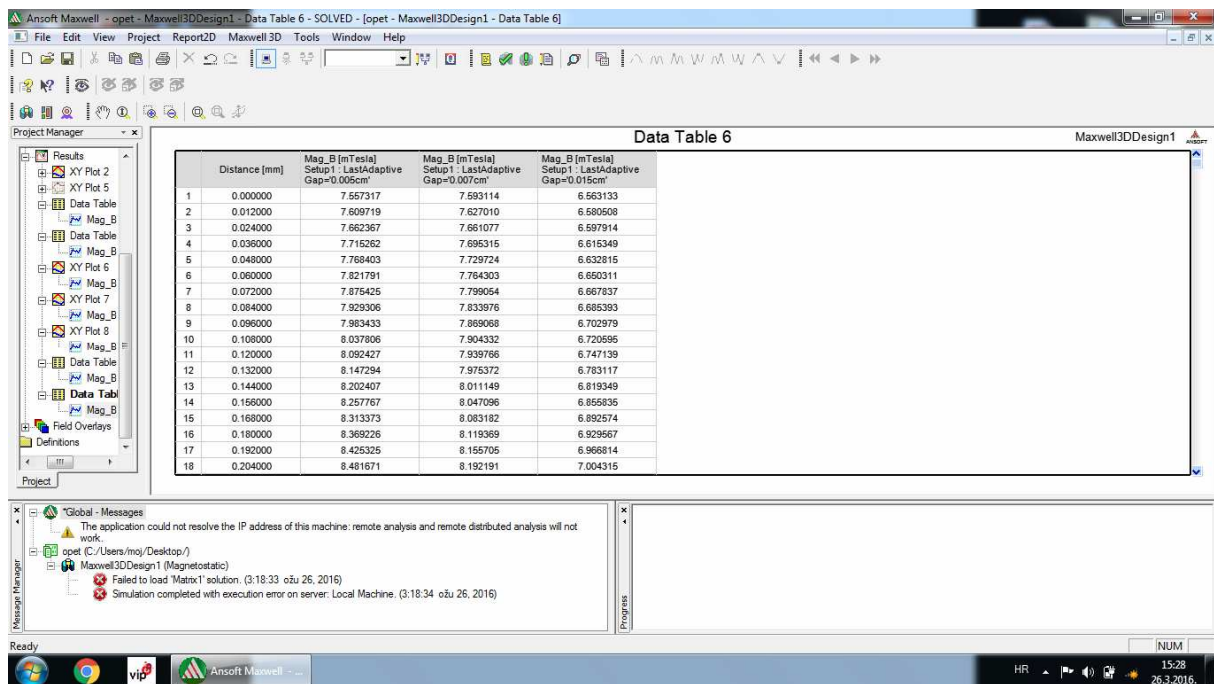 Ansoft Maxwell - opet - Maxwell3DDesign1 - Data Table 6 - SOLVED - [opet - Maxwell3DDesign1 - Data Table 6]
File Edit View Project Report2D Maxwell 3D Tools Window Help
Project Manager
Results
XY Plot 2
XY Plot 5
Data Table
Mag_B
Data Table
Mag_B
XY Plot 6
Mag_B
XY Plot 7
Mag_B
XY Plot 8
Mag_B
Data Table
Mag_B
Data Tabl
Mag_B
Field Overlays
Definitions
Project
Data Table 6
Maxwell3DDesign1
ANSOFT
Distance [mm] Mag_B [mTesla] Mag_B [mTesla] Mag_B [mTesla]
Setup1 : LastAdaptive Setup1 : LastAdaptive Setup1 : LastAdaptive
Gap='0.005cm' Gap='0.007cm' Gap='0.015cm'
1 0.000000 7.557317 7.593114 6.563133
2 0.012000 7.609719 7.627010 6.580508
3 0.024000 7.662367 7.661077 6.597914
4 0.036000 7.715262 7.695315 6.615349
5 0.048000 7.768403 7.729724 6.632815
6 0.060000 7.821791 7.764303 6.650311
7 0.072000 7.875425 7.799054 6.667837
8 0.084000 7.929306 7.833976 6.685393
9 0.096000 7.983433 7.869068 6.702979
10 0.108000 8.037806 7.904332 6.720595
11 0.120000 8.092427 7.939766 6.747139
12 0.132000 8.147294 7.975372 6.783117
13 0.144000 8.202407 8.011149 6.819349
14 0.156000 8.257767 8.047096 6.855835
15 0.168000 8.313373 8.083182 6.892574
16 0.180000 8.369226 8.119369 6.929567
17 0.192000 8.425325 8.155705 6.966814
18 0.204000 8.481671 8.192191 7.004315
Message Manager
*Global - Messages
The application could not resolve the IP address of this machine: remote analysis and remote distributed analysis will not
work.
opet (C:/Users/moj/Desktop/)
Maxwell3DDesign1 (Magnetostatic)
Failed to load 'Matrix1' solution. (3:18:33 ožu 26, 2016)
Simulation completed with execution error on server: Local Machine. (3:18:34 ožu 26, 2016)
Progress
Ready
NUM
vip
Ansoft Maxwell - ...
HR
15:28
26.3.2016.